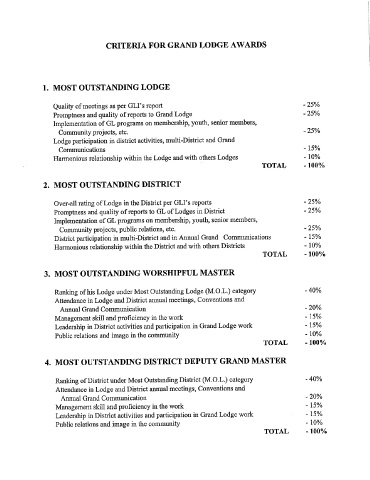 CRITERIA FOR GRAND LODGE AWARDS
1. MOST OUTSTANDING LODGE
Quality of meetings as per GLI's report - 25%
Promptness and quality of reports to Grand Lodge - 25%
Implementation of GL programs on membership, youth, senior members,
Community projects, etc. - 25%
Lodge participation in district activities, multi-District and Grand
Communications - 15%
Harmonious relationship within the Lodge and with others Lodges - 10%
TOTAL - 100%
2. MOST OUTSTANDING DISTRICT
Over-all rating of Lodge in the District per GLI's reports - 25%
Promptness and quality of reports to GL of Lodges in District - 25%
Implementation of GL programs on membership, youth, senior members,
Community projects, public relations, etc. - 25%
District participation in multi-District and in Annual Grand Communications - 15%
Harmonious relationship within the District and with others Districts - 10%
TOTAL - 100%
3. MOST OUTSTANDING WORSHIPFUL MASTER
Ranking of his Lodge under Most Outstanding Lodge (M.O.L.) category - 40%
Attendance in Lodge and District annual meetings, Conventions and
Annual Grand Communication - 20%
Management skill and proficiency in the work - 15%
Leadership in District activities and participation in Grand Lodge work - 15%
Public relations and image in the community - 10%
TOTAL - 100%
4. MOST OUTSTANDING DISTRICT DEPUTY GRAND MASTER
Ranking of District under Most Outstanding District (M.O.L.) category - 40%
Attendance in Lodge and District annual meetings, Conventions and
Annual Grand Communication - 20%
Management skill and proficiency in the work - 15%
Leadership in District activities and participation in Grand Lodge work - 15%
Public relations and image in the community - 10%
TOTAL - 100%